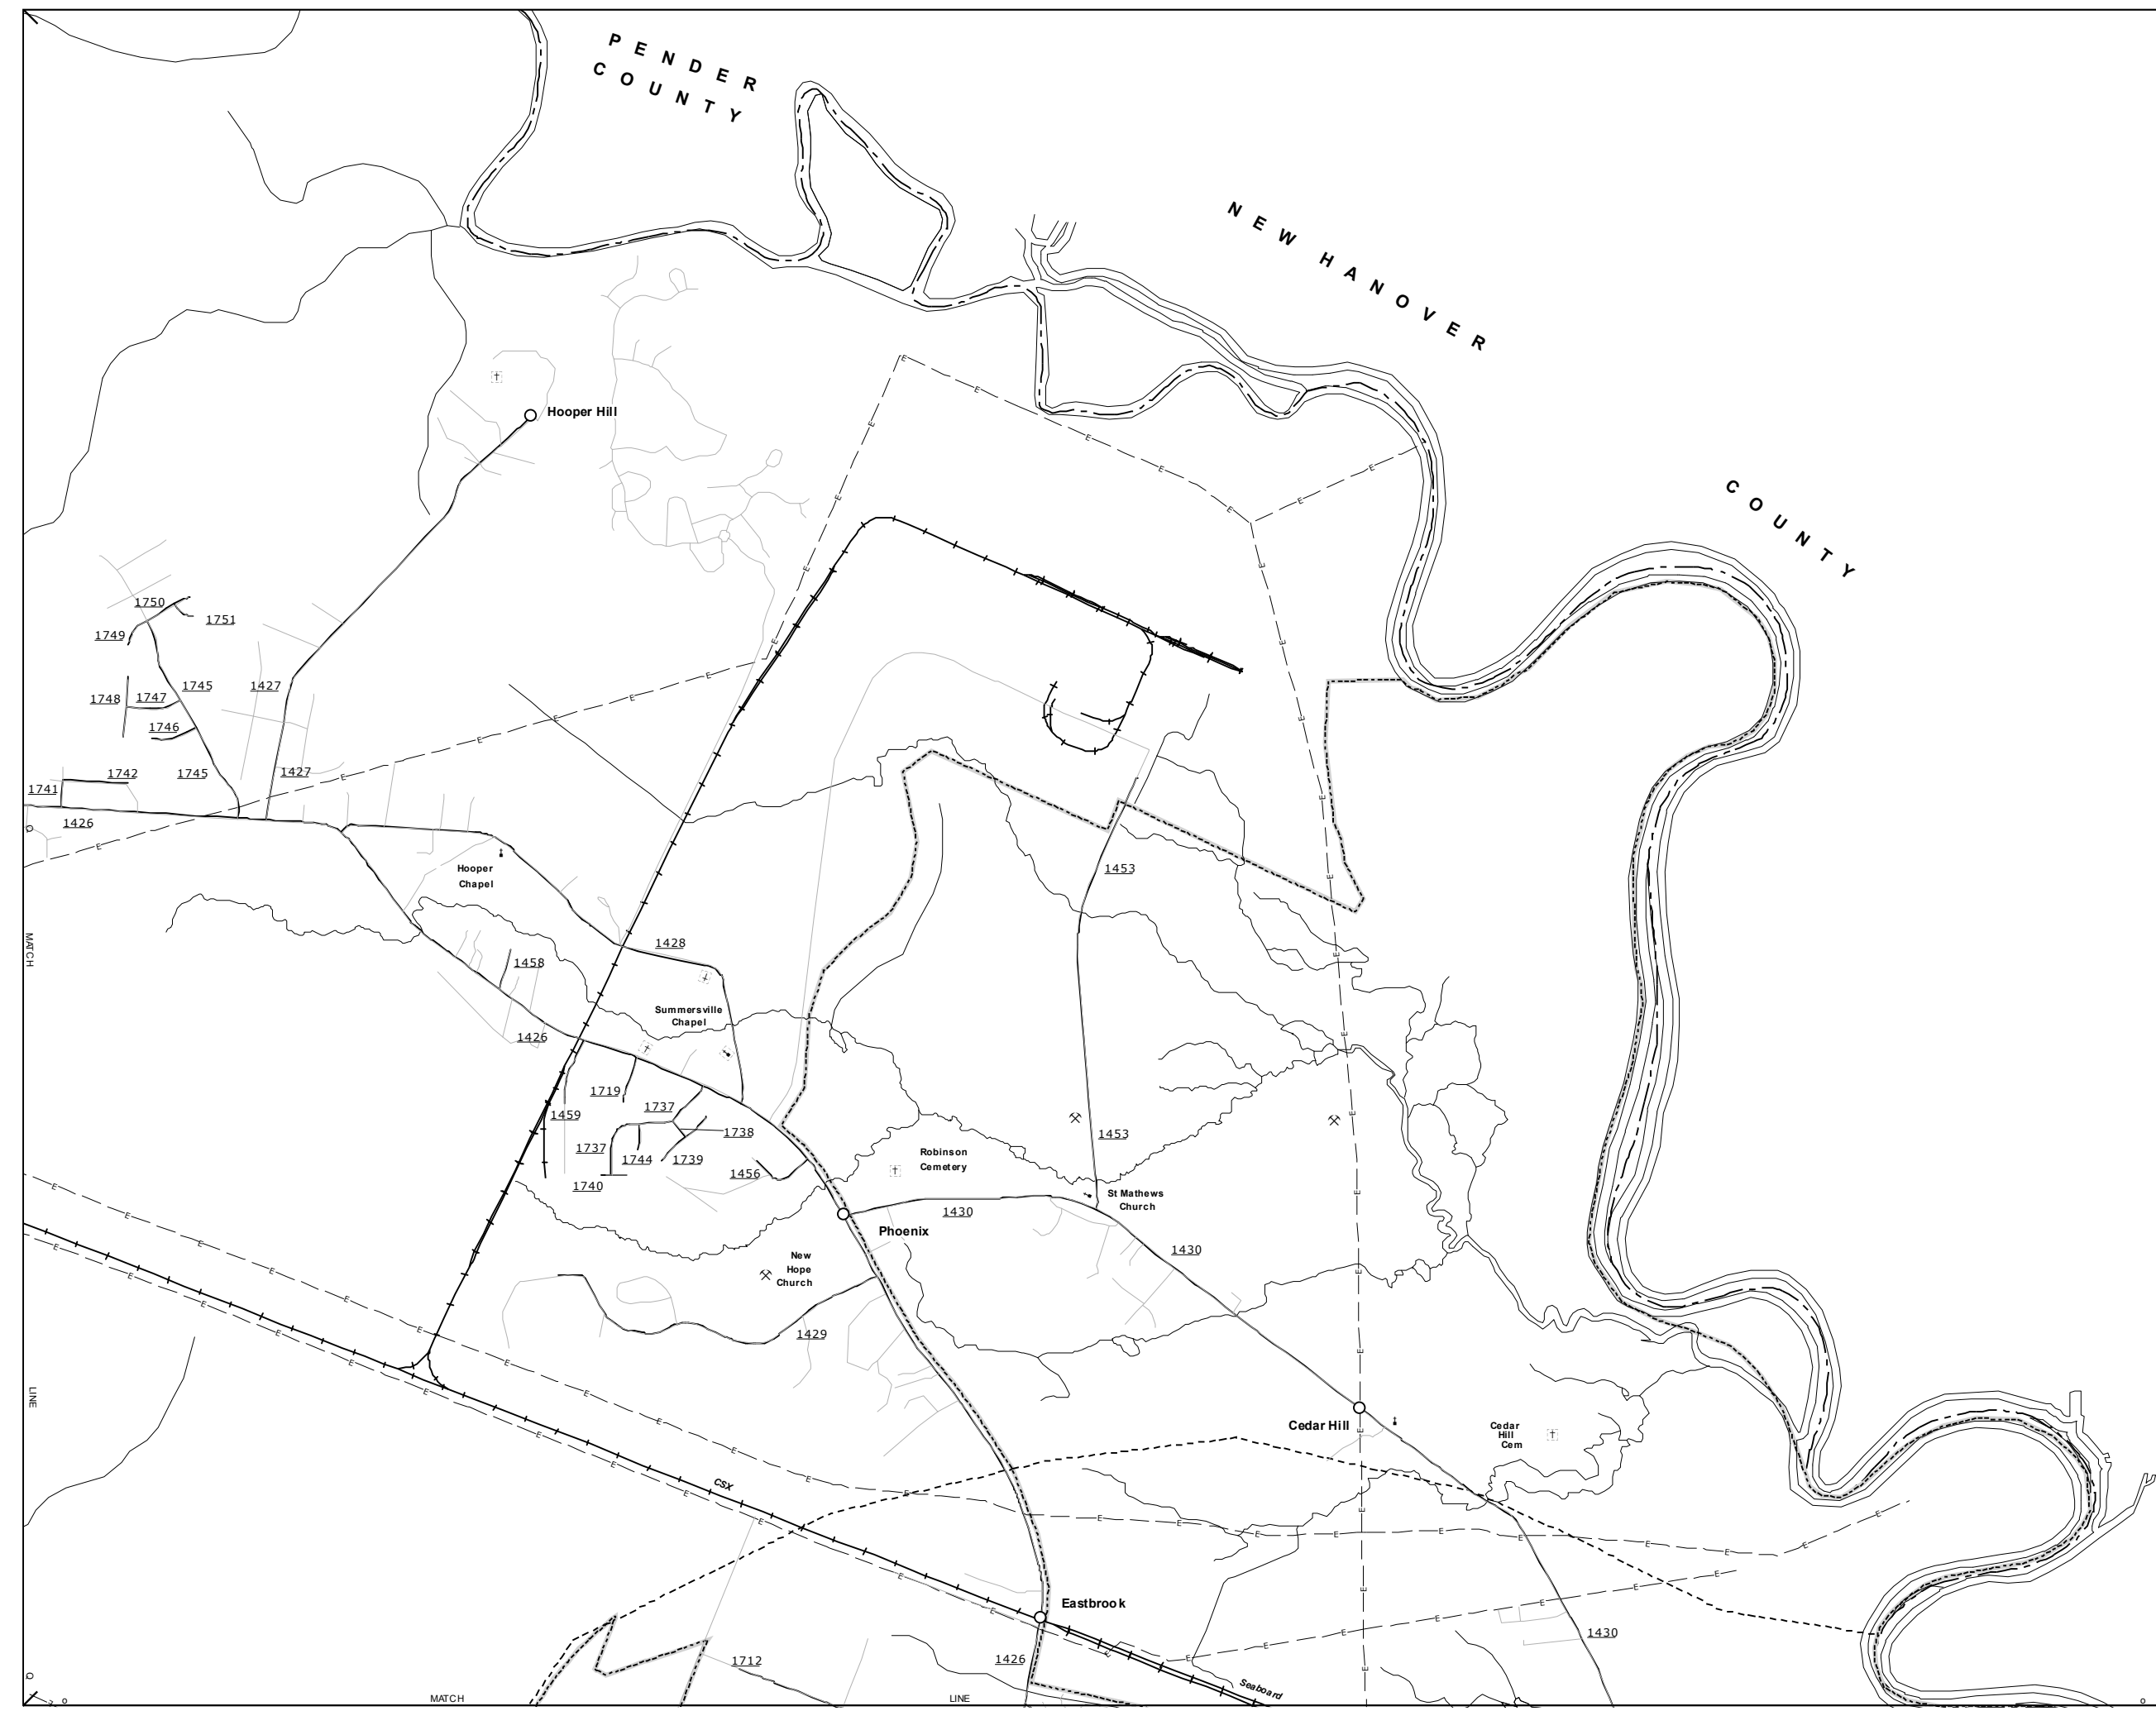 PENDER
COUNTY
NEW HANOVER
COUNTY
Hooper Hill
1750
1751
1749
1745
1427
1748
1747
1746
1742
1745
1427
1741
1426
Hooper
Chapel
1453
MATCH
1428
1458
Summersville
Chapel
1426
1719
1737
1459
1738
1453
1737
1744
1739
1456
1740
Robinson
Cemetery
St Mathews
Church
1430
Phoenix
1430
New
Hope
Church
1429
LINE
Cedar Hill
Cedar
Hill
Cem
CSX
Eastbrook
1430
1712
1426
Seaboard
MATCH
LINE